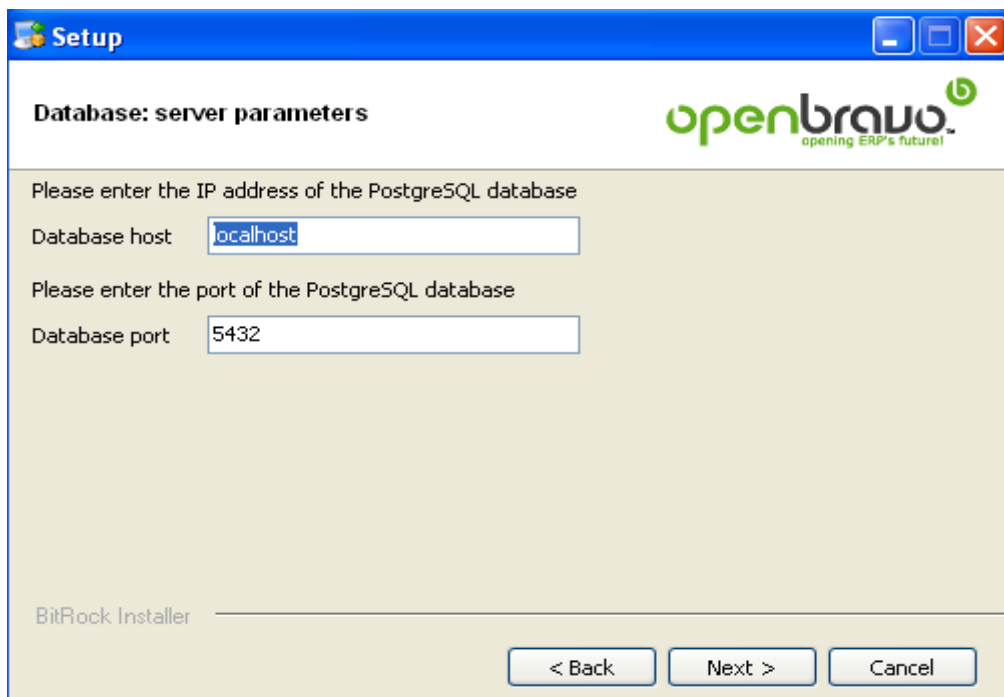 Setup
Database: server parameters
openbravo™
opening ERP's future!
Please enter the IP address of the PostgreSQL database
Database host localhost
Please enter the port of the PostgreSQL database
Database port 5432
BitRock Installer
< Back Next > Cancel